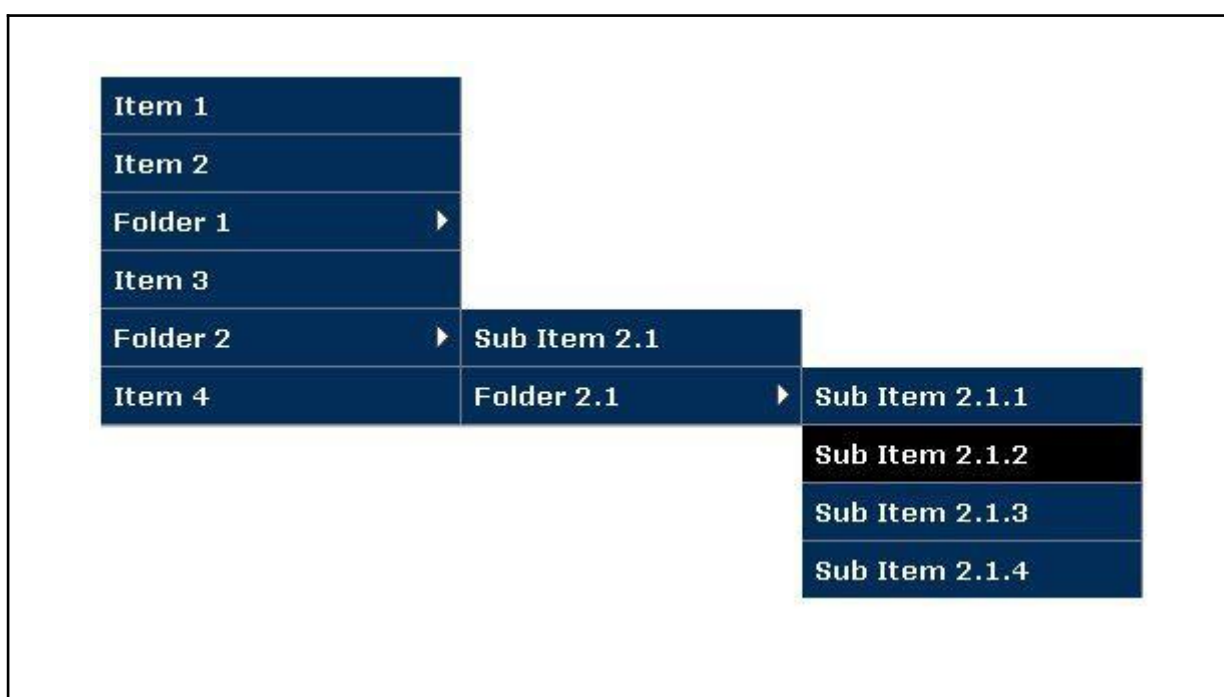 Item 1
Item 2
Folder 1
Item 3
Folder 2
Item 4
Sub Item 2.1
Folder 2.1
Sub Item 2.1.1
Sub Item 2.1.2
Sub Item 2.1.3
Sub Item 2.1.4